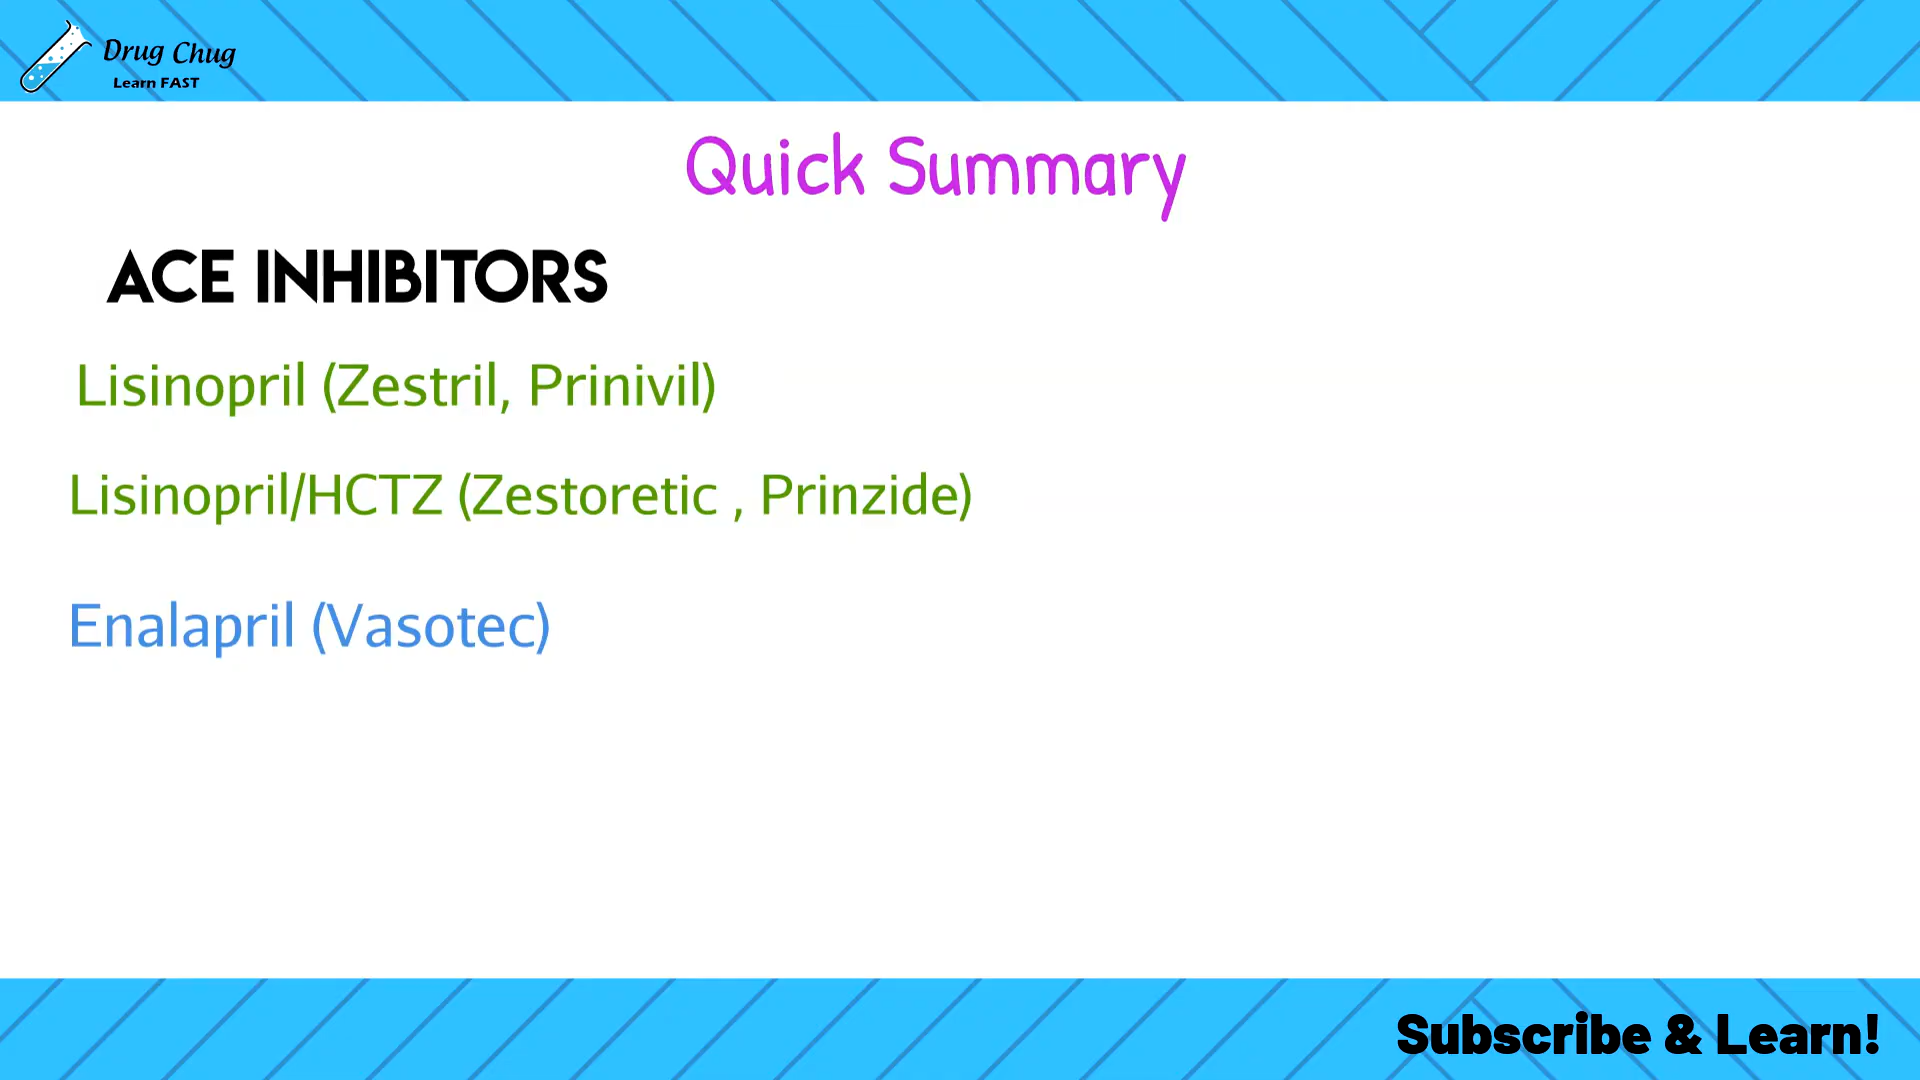 Drug Chug
Learn FAST
Quick Summary
ACE INHIBITORS
Lisinopril (Zestril, Prinivil)
Lisinopril/HCTZ (Zestoretic , Prinzide)
Enalapril (Vasotec)
Subscribe & Learn!